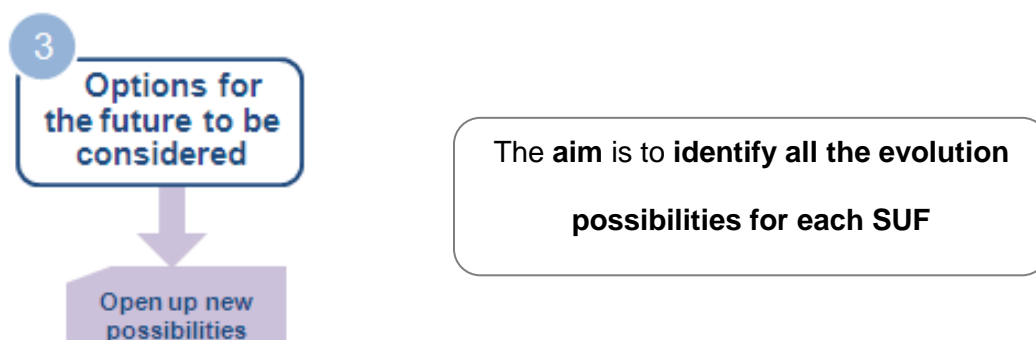 3
Options for
the future to be
considered
Open up new
possibilities
The aim is to identify all the evolution
possibilities for each SUF